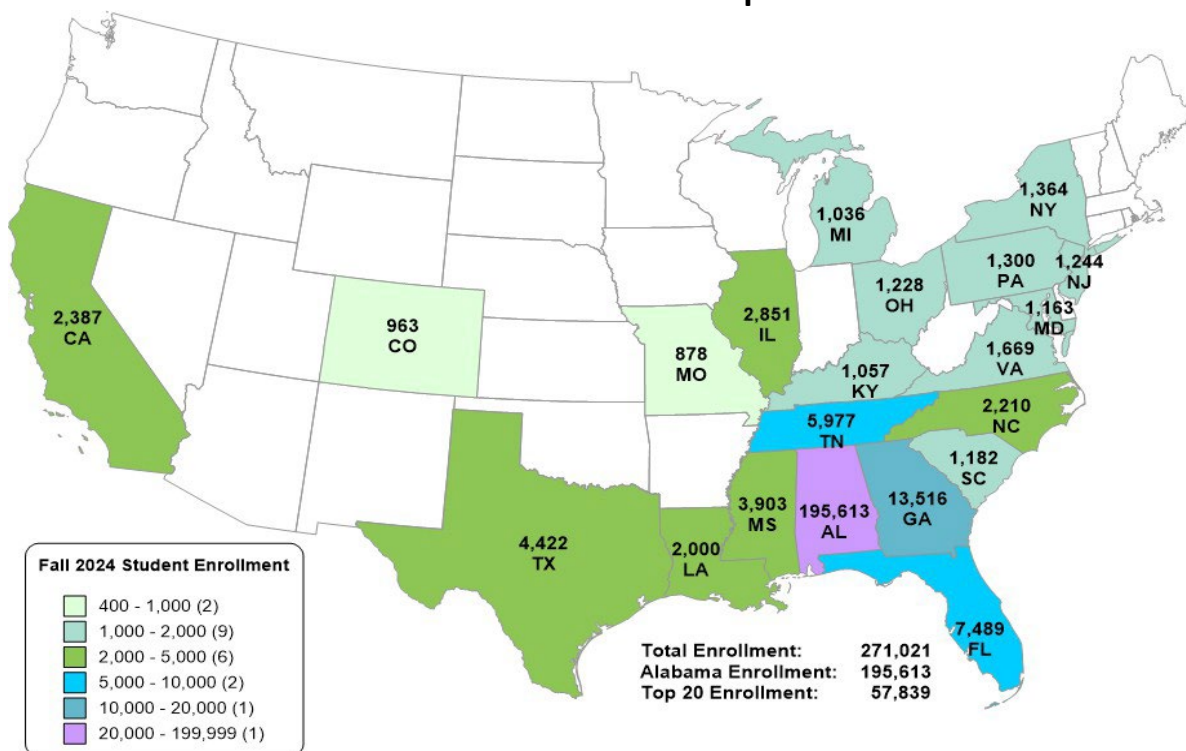 1,364
NY
1,036
MI
1,300
PA
1,244
NJ
1,228
OH
1,163
MD
2,851
IL
2,387
CA
963
CO
878
MO
1,669
VA
1,057
KY
2,210
NC
5,977
TN
1,182
SC
13,516
GA
3,903
MS
195,613
AL
4,422
TX
2,000
LA
7,489
FL
Fall 2024 Student Enrollment
400 - 1,000 (2)
1,000 - 2,000 (9)
2,000 - 5,000 (6)
5,000 - 10,000 (2)
10,000 - 20,000 (1)
20,000 - 199,999 (1)
Total Enrollment: 271,021
Alabama Enrollment: 195,613
Top 20 Enrollment: 57,839